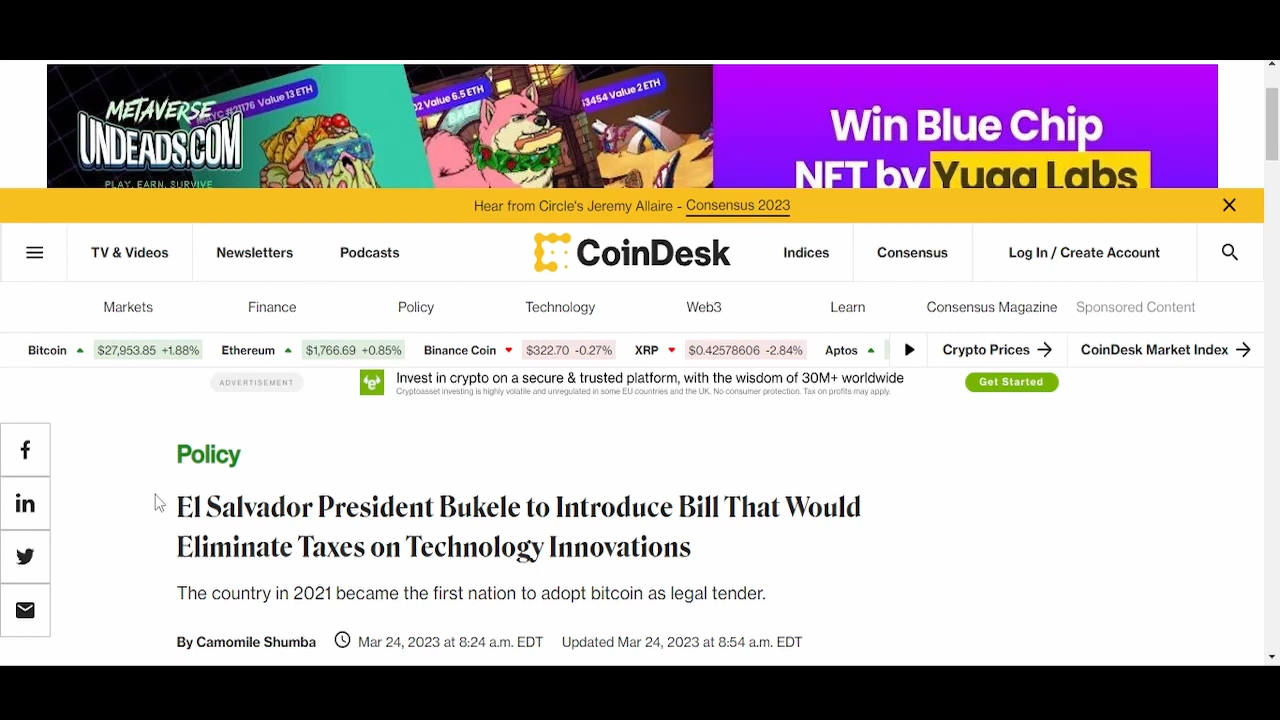 METAVERSE
UNDEADS.COM
PLAY, EARN, SURVIVE
#21176 Value 13 ETH
Value 6.5 ETH
3454 Value 2 ETH
Win Blue Chip
NFT by Yuga Labs
Hear from Circle's Jeremy Allaire - Consensus 2023
TV & Videos Newsletters Podcasts CoinDesk Indices Consensus Log In / Create Account
Markets Finance Policy Technology Web3 Learn Consensus Magazine Sponsored Content
Bitcoin $27,953.85 +1.88% Ethereum $1,766.69 +0.85% Binance Coin $322.70 -0.27% XRP $0.42578606 -2.84% Aptos Crypto Prices CoinDesk Market Index
ADVERTISEMENT
Invest in crypto on a secure & trusted platform, with the wisdom of 30M+ worldwide
Cryptoasset investing is highly volatile and unregulated in some EU countries and the UK. No consumer protection. Tax on profits may apply.
Get Started
Policy
El Salvador President Bukele to Introduce Bill That Would
Eliminate Taxes on Technology Innovations
The country in 2021 became the first nation to adopt bitcoin as legal tender.
By Camomile Shumba Mar 24, 2023 at 8:24 a.m. EDT Updated Mar 24, 2023 at 8:54 a.m. EDT